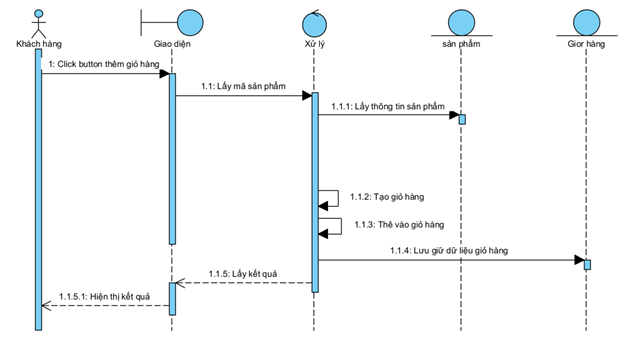 Khách hàng
Giao diện
Xử lý
sản phẩm
Gior hàng
1: Click button thêm giỏ hàng
1.1: Lấy mã sản phẩm
1.1.1: Lấy thông tin sản phẩm
1.1.2: Tạo giỏ hàng
1.1.3: Thê vào giỏ hàng
1.1.4: Lưu giữ dữ liệu giỏ hàng
1.1.5: Lấy kết quả
1.1.5.1: Hiện thị kết quả